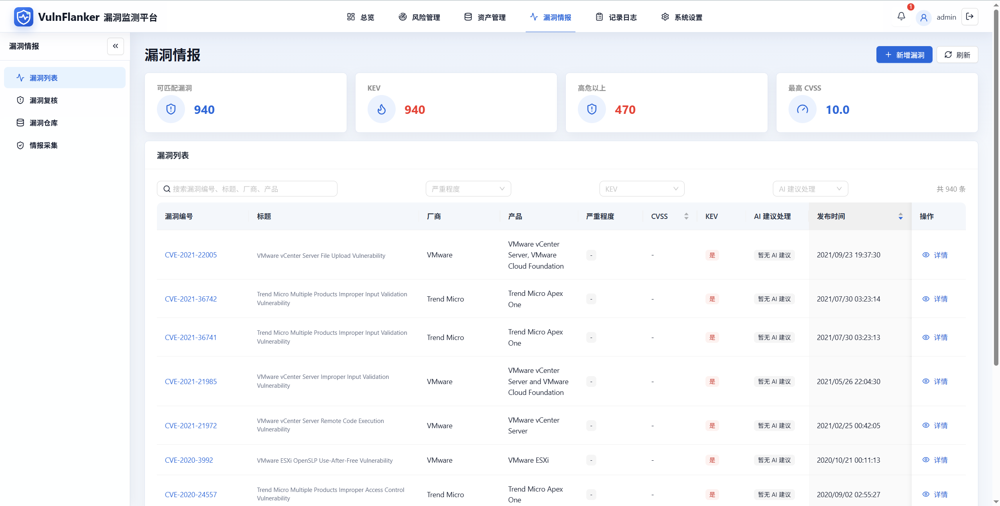 VulnFlanker 漏洞监测平台
总览
风险管理
资产管理
漏洞情报
记录日志
系统设置
1
admin
漏洞情报
漏洞列表
漏洞复核
漏洞仓库
情报采集
漏洞情报
新增漏洞
刷新
可匹配漏洞
940
KEV
940
高危以上
470
最高 CVSS
10.0
漏洞列表
搜索漏洞编号、标题、厂商、产品
严重程度
KEV
AI 建议处理
共 940 条
漏洞编号 标题 厂商 产品 严重程度 CVSS KEV AI 建议处理 发布时间 操作
CVE-2021-22005
VMware vCenter Server File Upload Vulnerability
VMware
VMware vCenter
Server, VMware
Cloud Foundation
- - 是 暂无 AI 建议 2021/09/23 19:37:30 详情
CVE-2021-36742
Trend Micro Multiple Products Improper Input Validation
Vulnerability
Trend Micro
Trend Micro Apex
One
- - 是 暂无 AI 建议 2021/07/30 03:23:14 详情
CVE-2021-36741
Trend Micro Multiple Products Improper Input Validation
Vulnerability
Trend Micro
Trend Micro Apex
One
- - 是 暂无 AI 建议 2021/07/30 03:23:13 详情
CVE-2021-21985
VMware vCenter Server Improper Input Validation
Vulnerability
VMware
VMware vCenter
Server and VMware
Cloud Foundation
- - 是 暂无 AI 建议 2021/05/26 22:04:30 详情
CVE-2021-21972
VMware vCenter Server Remote Code Execution
Vulnerability
VMware
VMware vCenter
Server
- - 是 暂无 AI 建议 2021/02/25 00:42:05 详情
CVE-2020-3992
VMware ESXi OpenSLP Use-After-Free Vulnerability
VMware
VMware ESXi
- - 是 暂无 AI 建议 2020/10/21 00:11:13 详情
CVE-2020-24557
Trend Micro Multiple Products Improper Access Control
Vulnerability
Trend Micro
Trend Micro Apex
One
- - 是 暂无 AI 建议 2020/09/02 02:55:27 详情